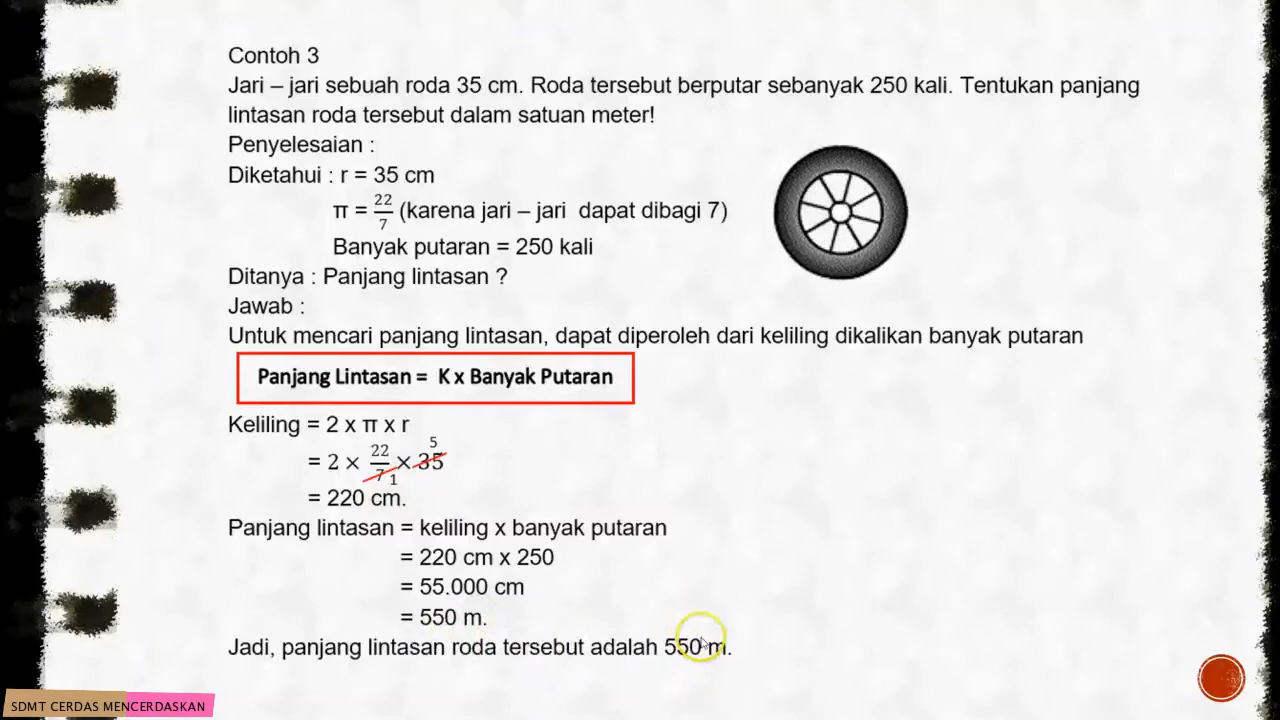 Contoh 3
Jari – jari sebuah roda 35 cm. Roda tersebut berputar sebanyak 250 kali. Tentukan panjang
lintasan roda tersebut dalam satuan meter!
Penyelesaian :
Diketahui : r = 35 cm
π = 22/7 (karena jari – jari dapat dibagi 7)
Banyak putaran = 250 kali
Ditanya : Panjang lintasan ?
Jawab :
Untuk mencari panjang lintasan, dapat diperoleh dari keliling dikalikan banyak putaran
Panjang Lintasan = K x Banyak Putaran
Keliling = 2 x π x r
5
= 2 × 22/7 × 35
1
= 220 cm.
Panjang lintasan = keliling x banyak putaran
= 220 cm x 250
= 55.000 cm
= 550 m.
Jadi, panjang lintasan roda tersebut adalah 550 m.
SDMT CERDAS MENCERDASKAN